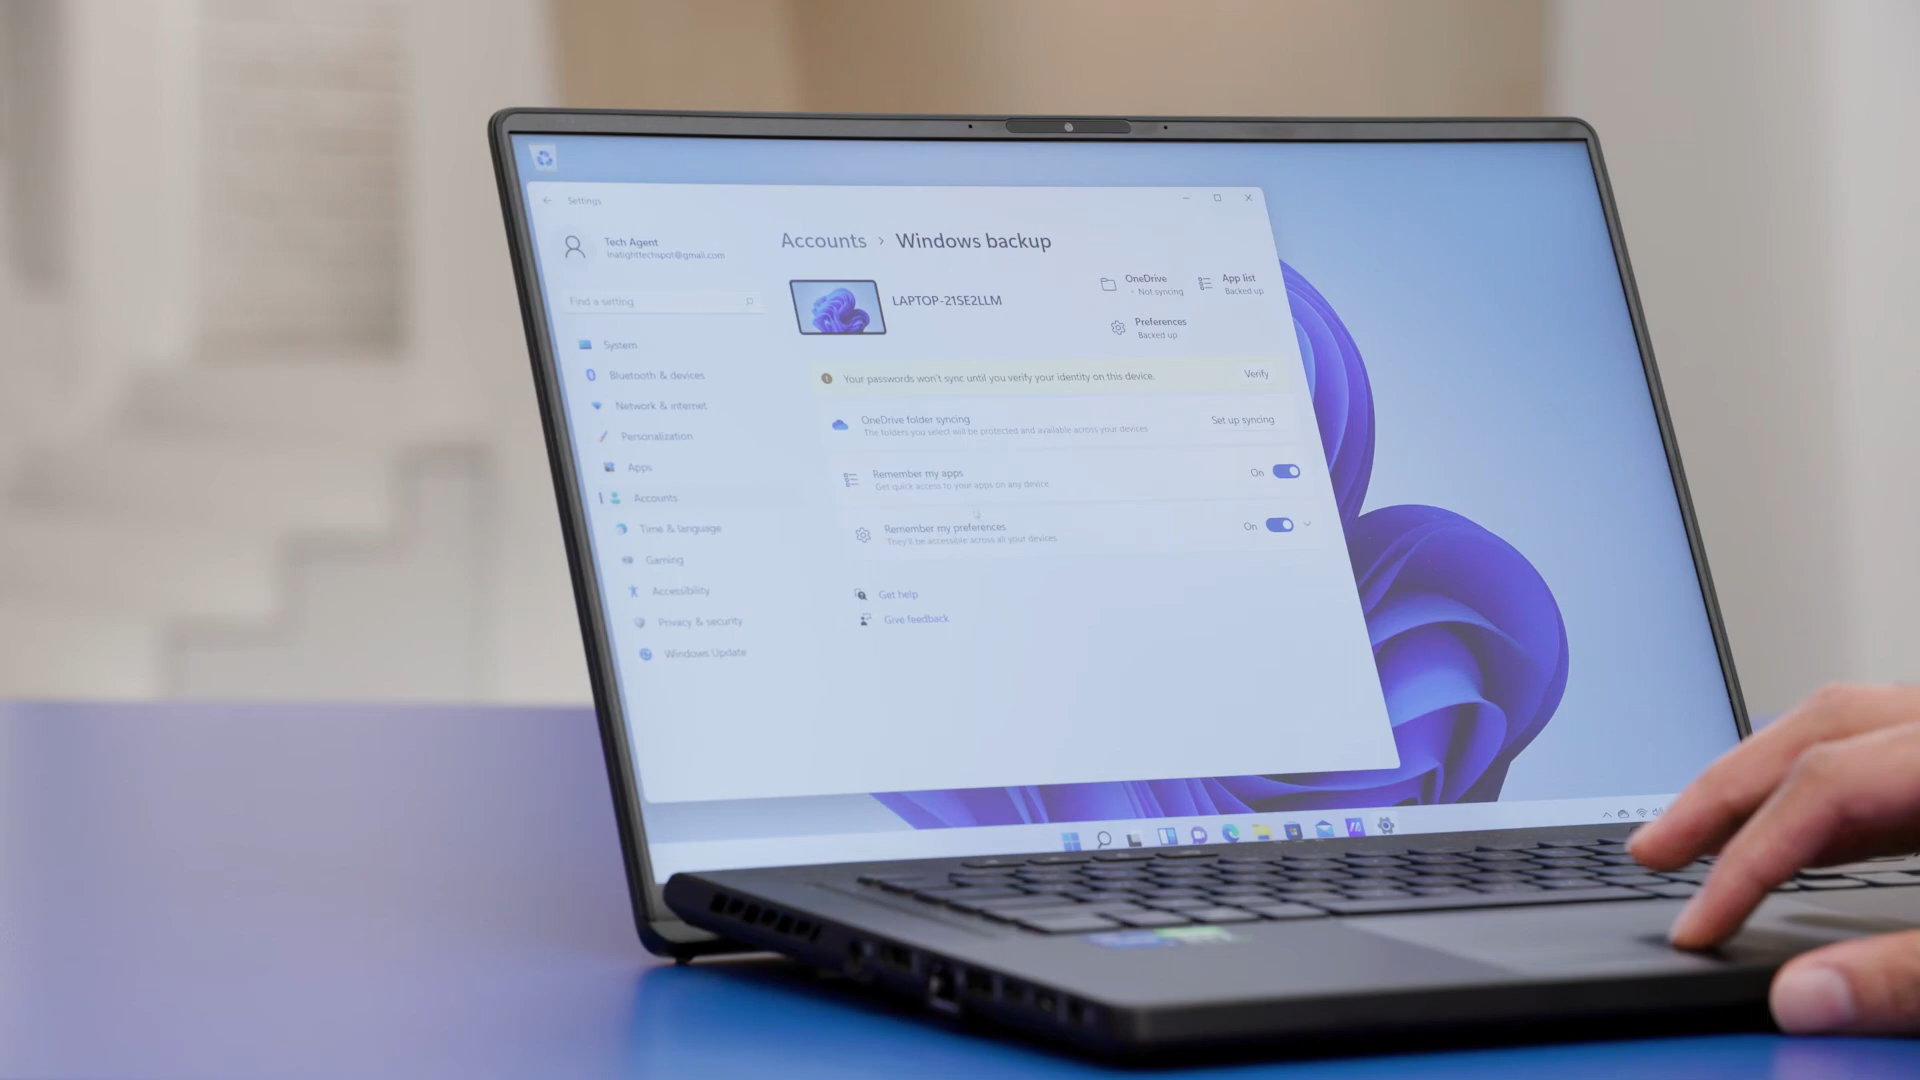 Settings
Tech Agent
inatighttechspot@gmail.com
Find a setting
System
Bluetooth & devices
Network & internet
Personalization
Apps
Accounts
Time & language
Gaming
Accessibility
Privacy & security
Windows Update
Accounts > Windows backup
LAPTOP-21SE2LLM
OneDrive
• Not syncing
App list
Backed up
Preferences
Backed up
Your passwords won't sync until you verify your identity on this device.
Verify
OneDrive folder syncing
The folders you select will be protected and available across your devices
Set up syncing
Remember my apps
Get quick access to your apps on any device
On
Remember my preferences
They'll be accessible across all your devices
On
Get help
Give feedback